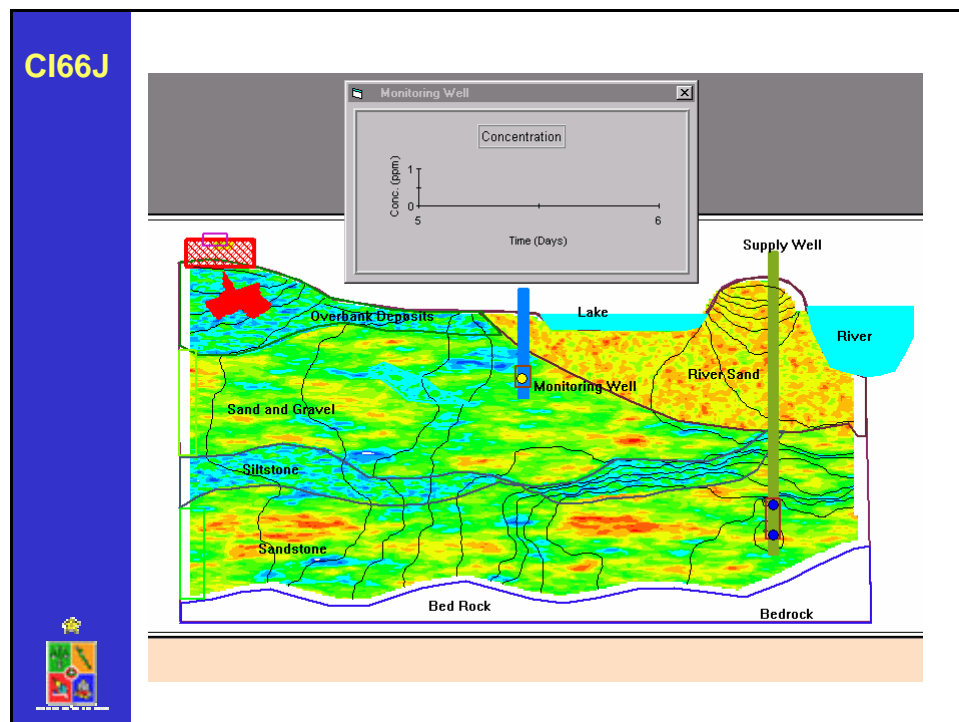 CI66J
Monitoring Well
Concentration
Conc. (ppm)
1
0
5
6
Time (Days)
Supply Well
Overbank Deposits
Lake
River
River Sand
Monitoring Well
Sand and Gravel
Siltstone
Sandstone
Bed Rock
Bedrock